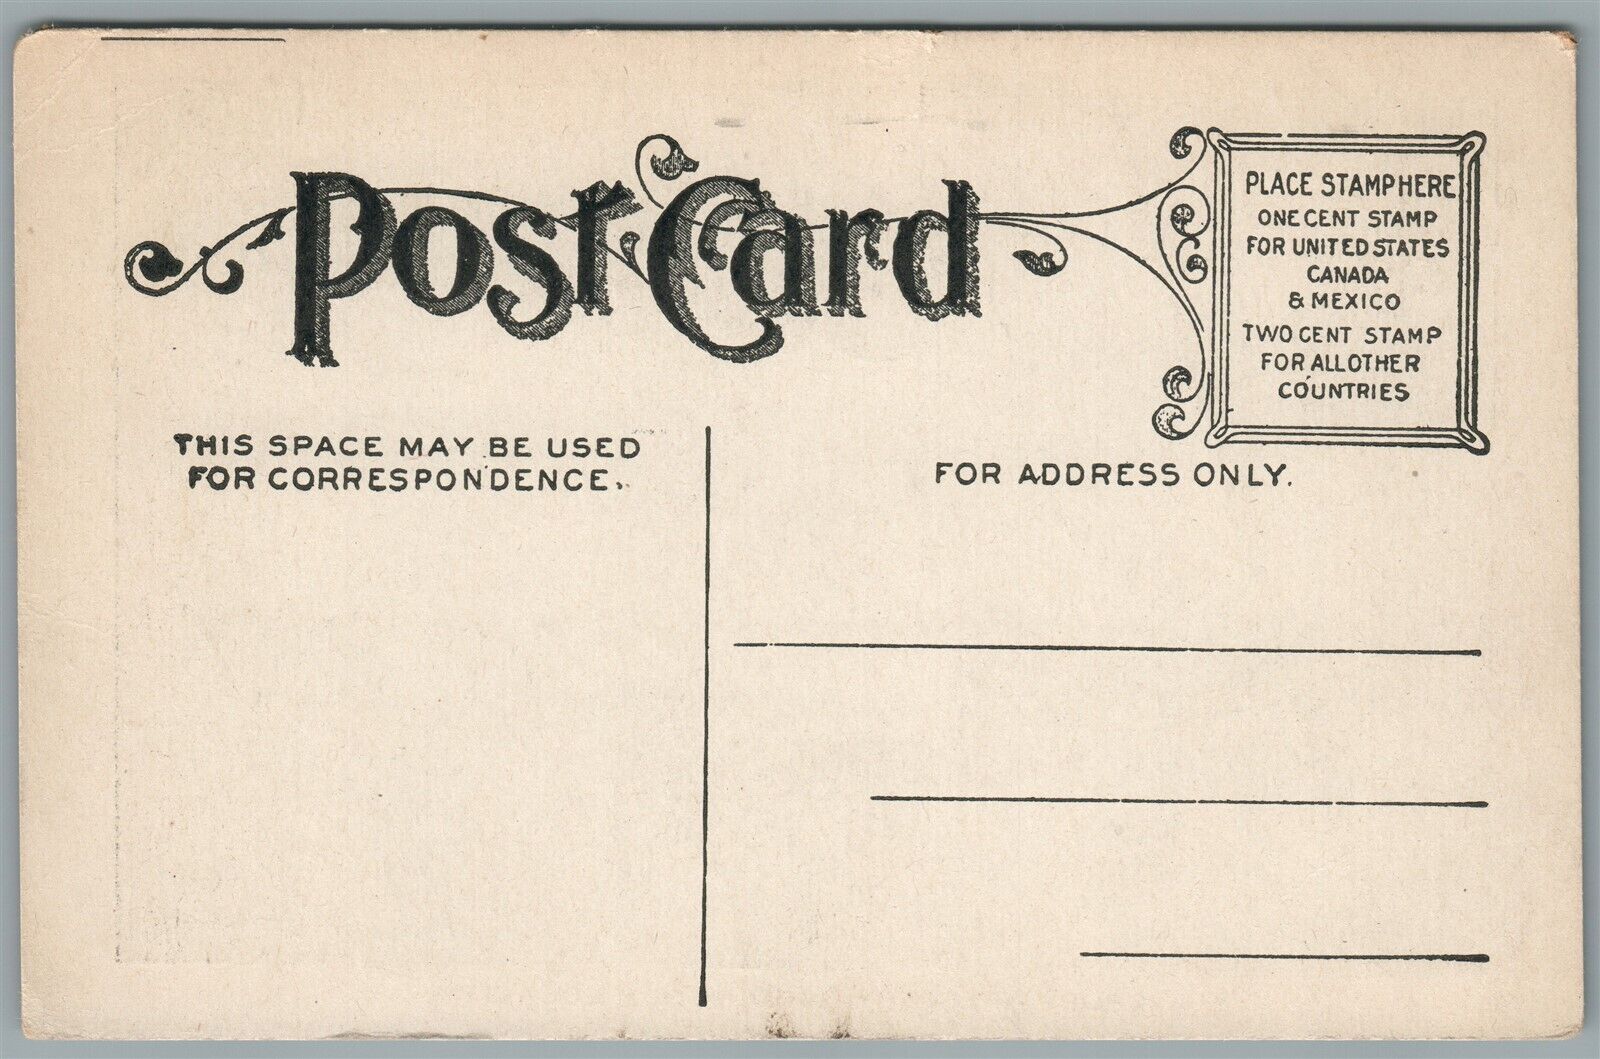 Post Card
PLACE STAMP HERE
ONE CENT STAMP
FOR UNITED STATES
CANADA
& MEXICO
TWO CENT STAMP
FOR ALL OTHER
COUNTRIES
THIS SPACE MAY BE USED
FOR CORRESPONDENCE.
FOR ADDRESS ONLY.